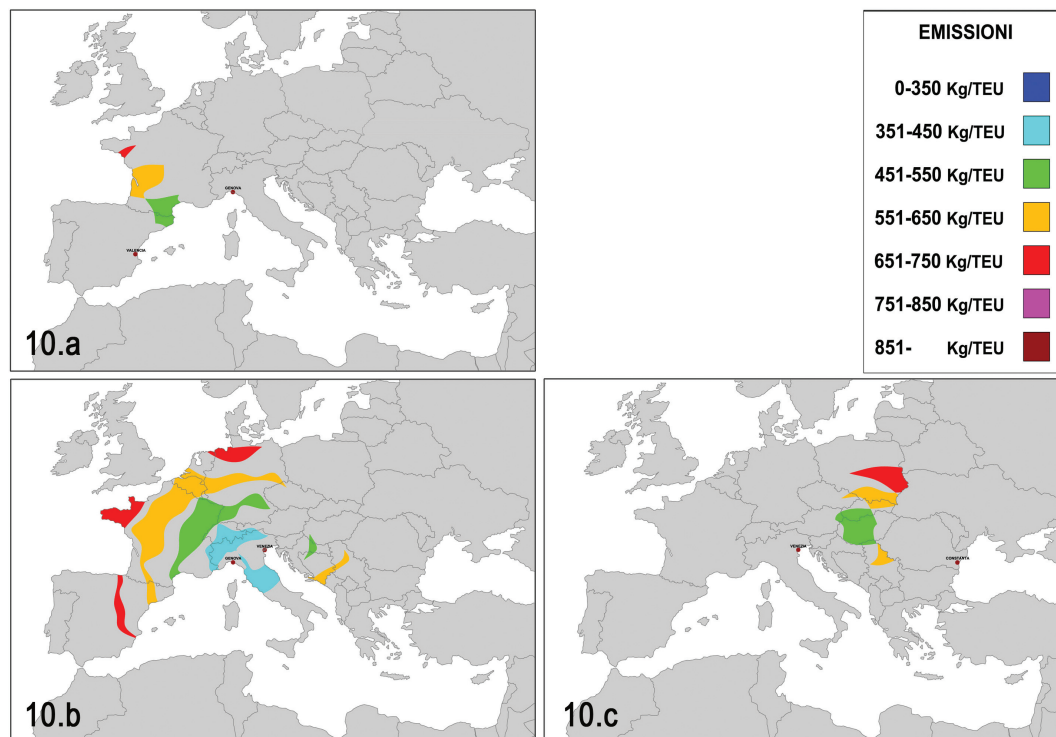 EMISSIONI
0-350 Kg/TEU
351-450 Kg/TEU
451-550 Kg/TEU
551-650 Kg/TEU
651-750 Kg/TEU
751-850 Kg/TEU
851- Kg/TEU
GENOVA
VALENCIA
10.a
VENEZIA
GENOVA
10.b
VENEZIA
CONSTANTA
10.c